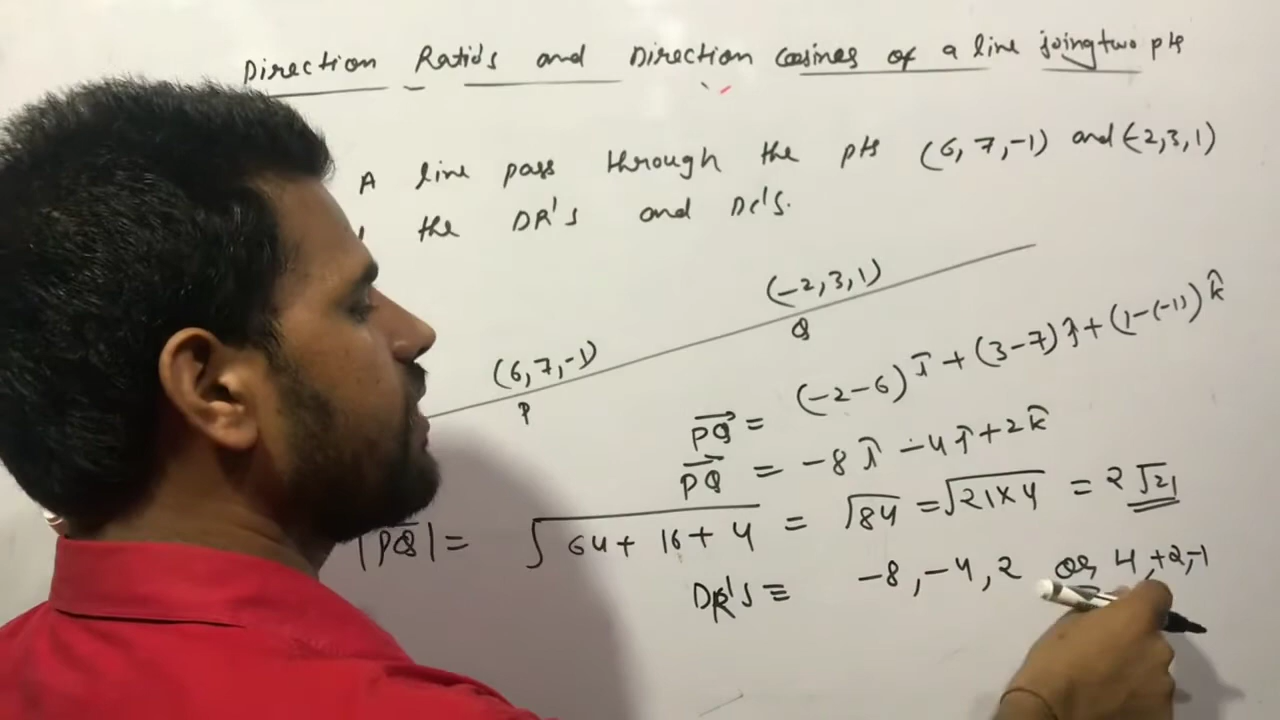 Direction Ratio's and Direction Cosines of a line joing two pts
A line pass through the pts (6, 7, -1) and (-2, 3, 1)
the DR's and Dc's.
(-2, 3, 1)
Q
(6, 7, -1)
P
PQ = (-2-6) î + (3-7) ĵ + (1-(-1)) k̂
PQ = -8 î - 4 ĵ + 2 k̂
|PQ| = √64 + 16 + 4 = √84 = √21 × 4 = 2 √21
DR's ≡ -8, -4, 2 or 4, +2, -1